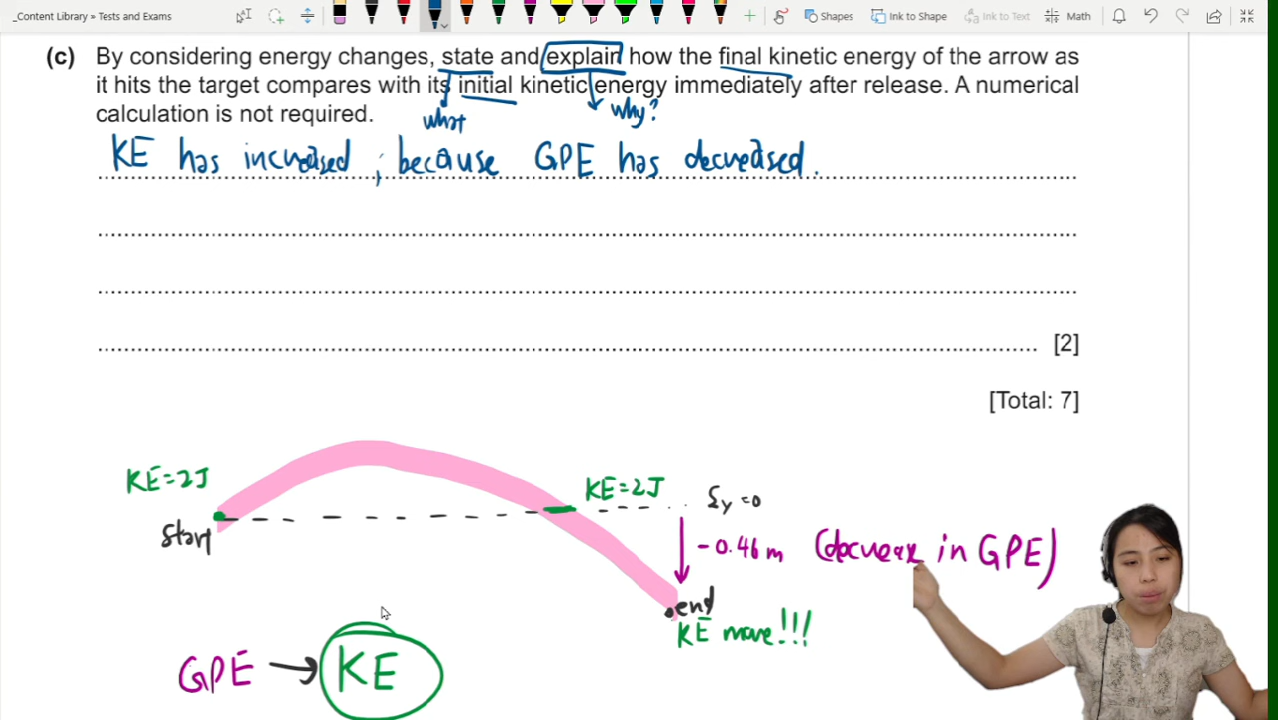 _Content Library » Tests and Exams
Shapes
Ink to Shape
Ink to Text
Math
(c) By considering energy changes, state and explain how the final kinetic energy of the arrow as
it hits the target compares with its initial kinetic energy immediately after release. A numerical
calculation is not required.
what
why?
KE has increased ; because GPE has decreased.
[2]
[Total: 7]
KE=2J
KE=2J
Sy=0
start
-0.46 m (decrease in GPE)
end
KE more!!!
GPE → KE